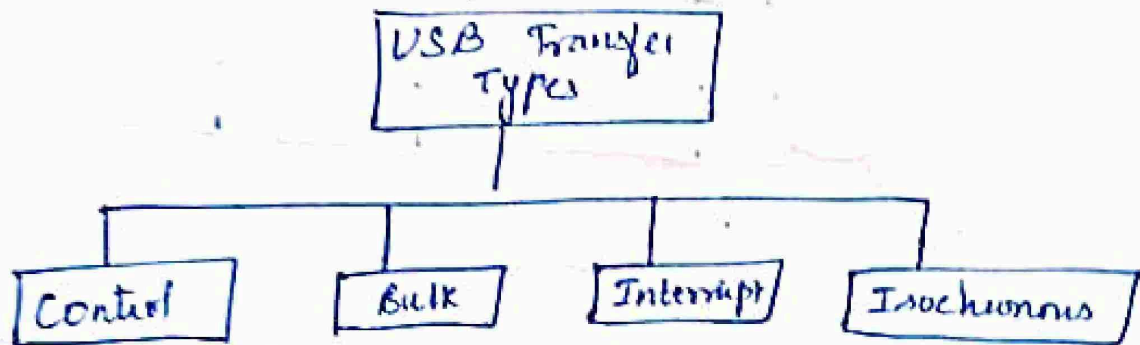 USB Transfer
Types
Control
Bulk
Interrupt
Isochronous